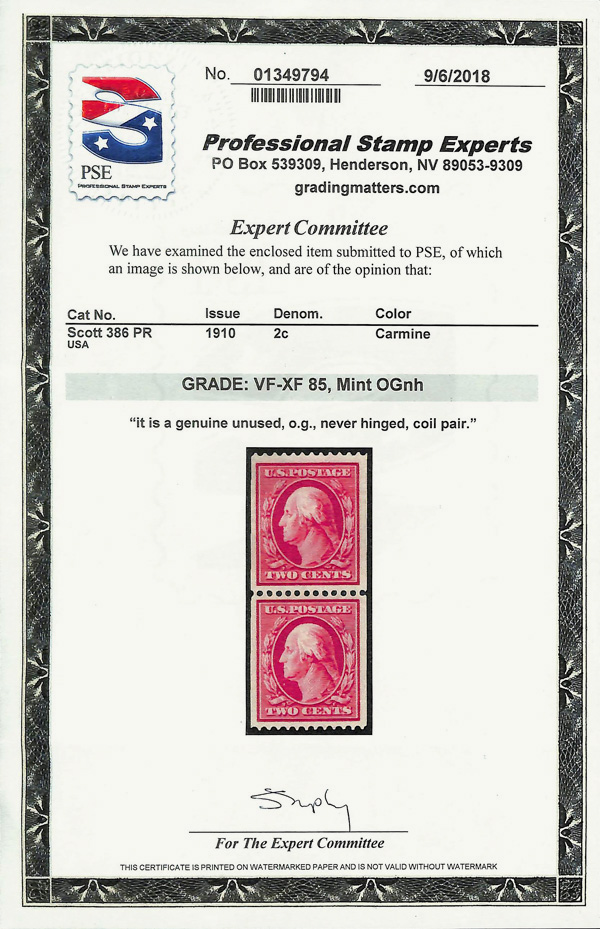 No. 01349794 9/6/2018
PSE
PROFESSIONAL STAMP EXPERTS
Professional Stamp Experts
PO Box 539309, Henderson, NV 89053-9309
gradingmatters.com
Expert Committee
We have examined the enclosed item submitted to PSE, of which
an image is shown below, and are of the opinion that:
Cat No. Issue Denom. Color
Scott 386 PR 1910 2c Carmine
USA
GRADE: VF-XF 85, Mint OGnh
“it is a genuine unused, o.g., never hinged, coil pair.”
U.S. POSTAGE
TWO CENTS
U.S. POSTAGE
TWO CENTS
For The Expert Committee
THIS CERTIFICATE IS PRINTED ON WATERMARKED PAPER AND IS NOT VALID WITHOUT WATERMARK